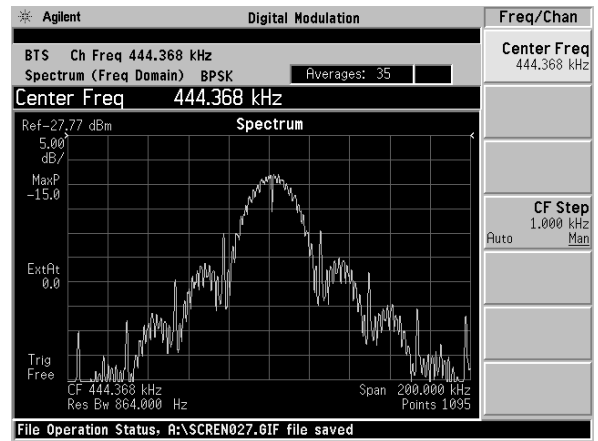 Agilent Digital Modulation Freq/Chan
BTS Ch Freq 444.368 kHz
Spectrum (Freq Domain) BPSK Averages: 35
Center Freq 444.368 kHz
Center Freq
444.368 kHz
Ref-27.77 dBm Spectrum
5.00
dB/
MaxP
-15.0
ExtAt
0.0
Trig
Free
CF Step
1.000 kHz
Auto Man
CF 444.368 kHz Span 200.000 kHz
Res Bw 864.000 Hz Points 1095
File Operation Status, A:\SCREN027.GIF file saved